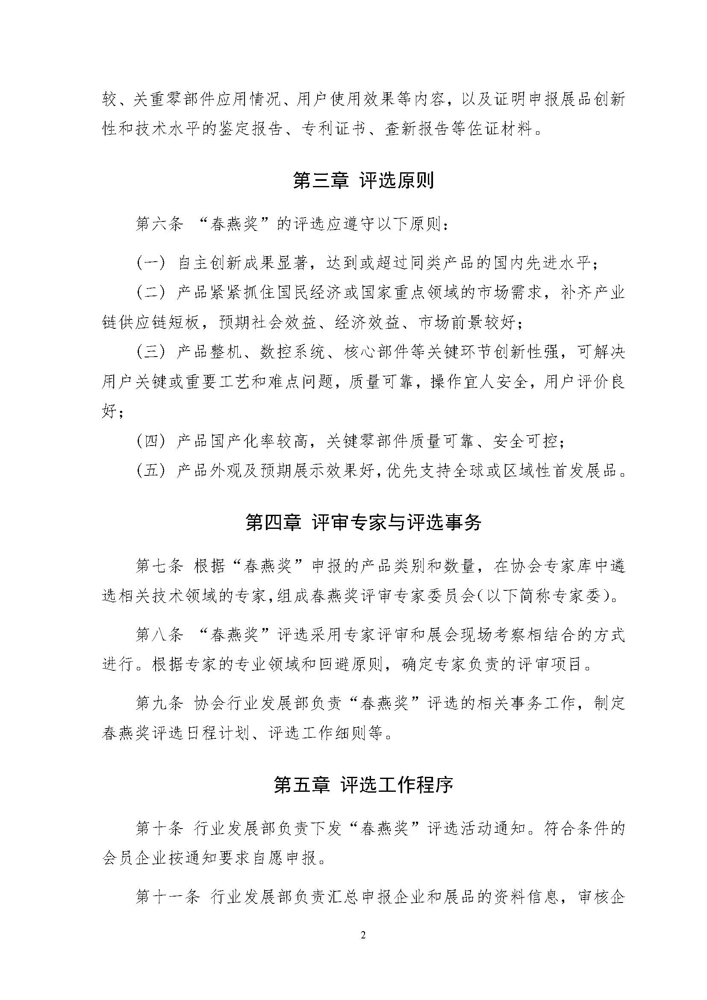 较、关重零部件应用情况、用户使用效果等内容，以及证明申报展品创新
性和技术水平的鉴定报告、专利证书、查新报告等佐证材料。
第三章 评选原则
第六条 “春燕奖”的评选应遵守以下原则：
(一) 自主创新成果显著，达到或超过同类产品的国内先进水平；
(二) 产品紧紧抓住国民经济或国家重点领域的市场需求，补齐产业
链供应链短板，预期社会效益、经济效益、市场前景较好；
(三) 产品整机、数控系统、核心部件等关键环节创新性强，可解决
用户关键或重要工艺和难点问题，质量可靠，操作宜人安全，用户评价良
好；
(四) 产品国产化率较高，关键零部件质量可靠、安全可控；
(五) 产品外观及预期展示效果好，优先支持全球或区域性首发展品。
第四章 评审专家与评选事务
第七条 根据“春燕奖”申报的产品类别和数量，在协会专家库中遴
选相关技术领域的专家，组成春燕奖评审专家委员会（以下简称专家委）。
第八条 “春燕奖”评选采用专家评审和展会现场考察相结合的方式
进行。根据专家的专业领域和回避原则，确定专家负责的评审项目。
第九条 协会行业发展部负责“春燕奖”评选的相关事务工作，制定
春燕奖评选日程计划、评选工作细则等。
第五章 评选工作程序
第十条 行业发展部负责下发“春燕奖”评选活动通知。符合条件的
会员企业按通知要求自愿申报。
第十一条 行业发展部负责汇总申报企业和展品的资料信息，审核企
2